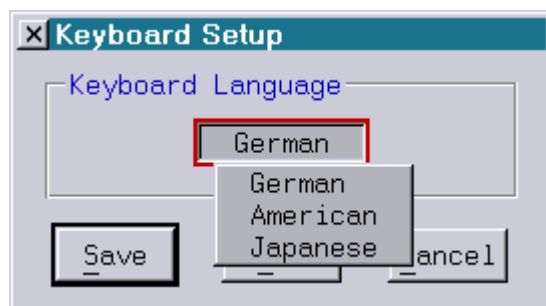 Keyboard Setup
Keyboard Language
German
German
American
Japanese
Save
ancel